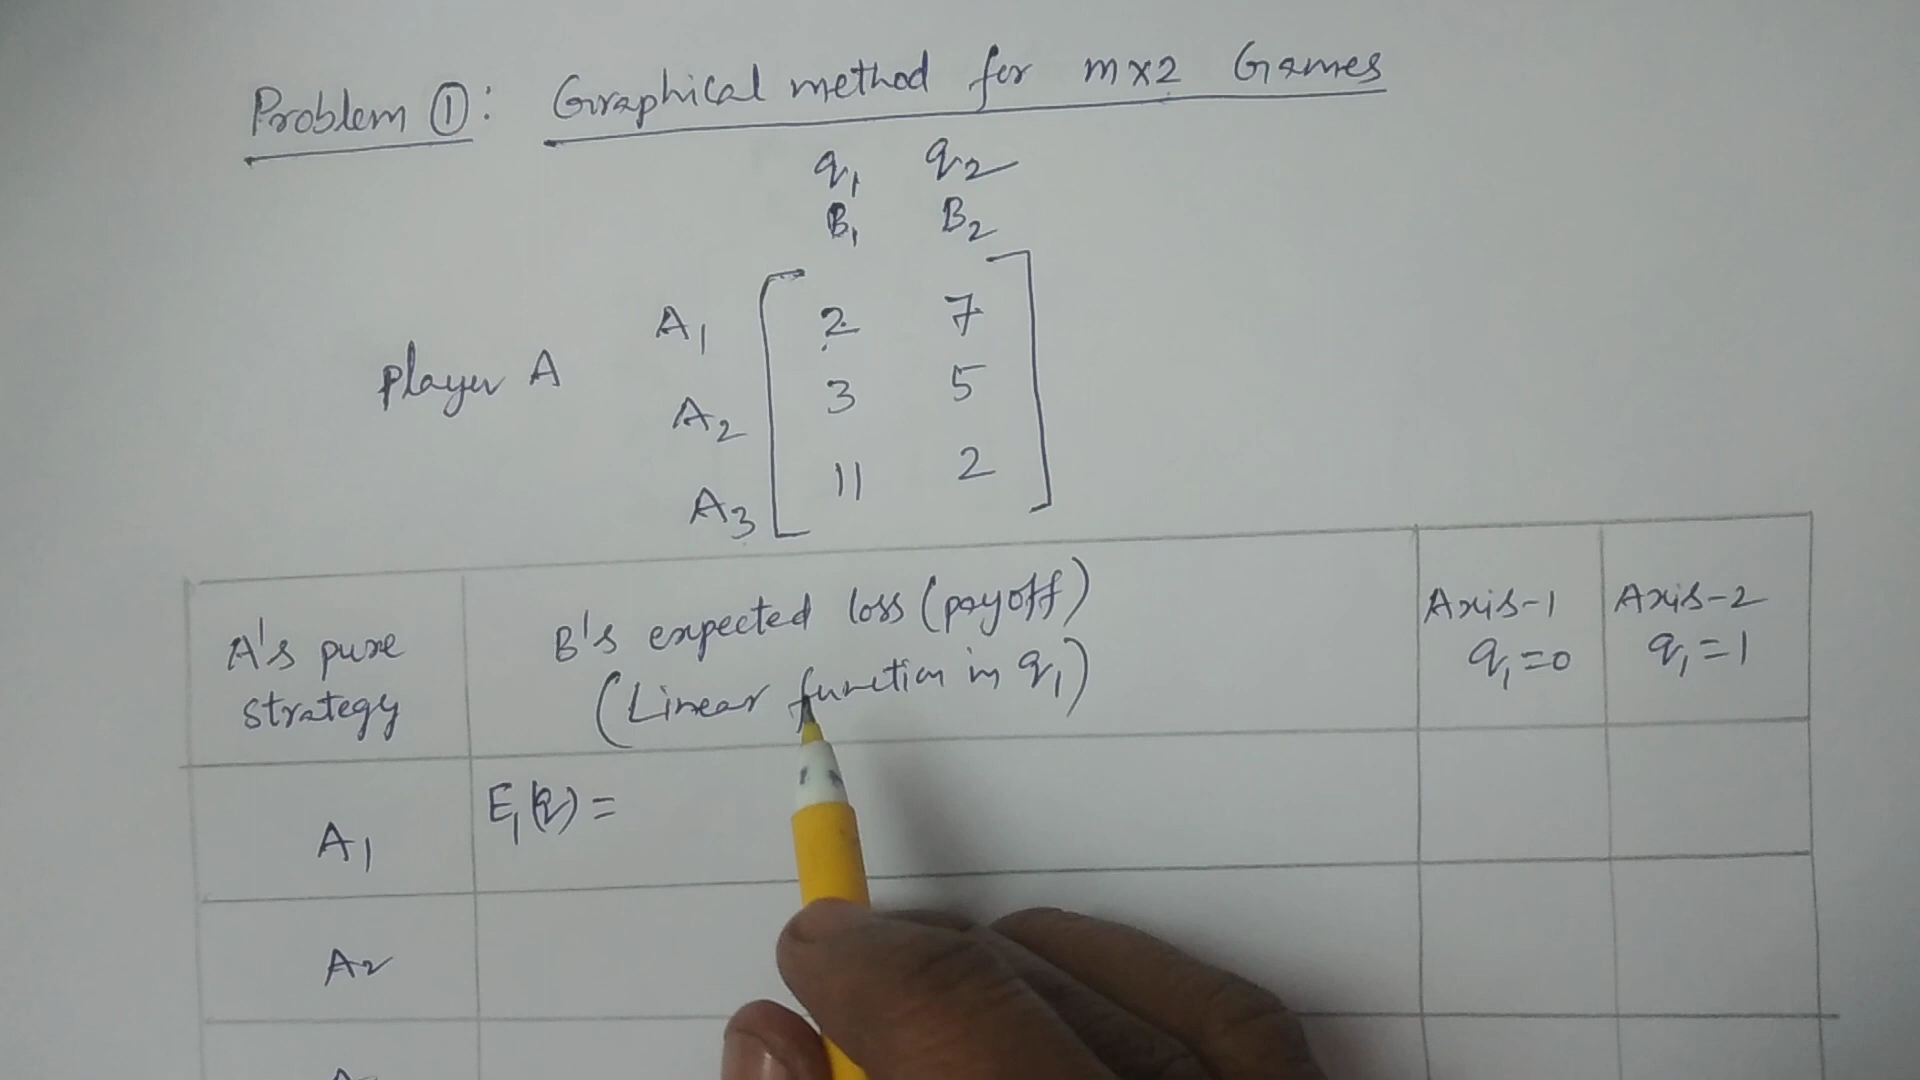 Problem ①: Graphical method for m×2 Games
q₁ q₂
B₁ B₂
A₁ 2 7
Player A
A₂ 3 5
A₃ 11 2
A's pure strategy
B's expected loss (payoff)
(Linear function in q₁)
Axis-1
q₁=0
Axis-2
q₁=1
A₁ E₁(q) =
A₂